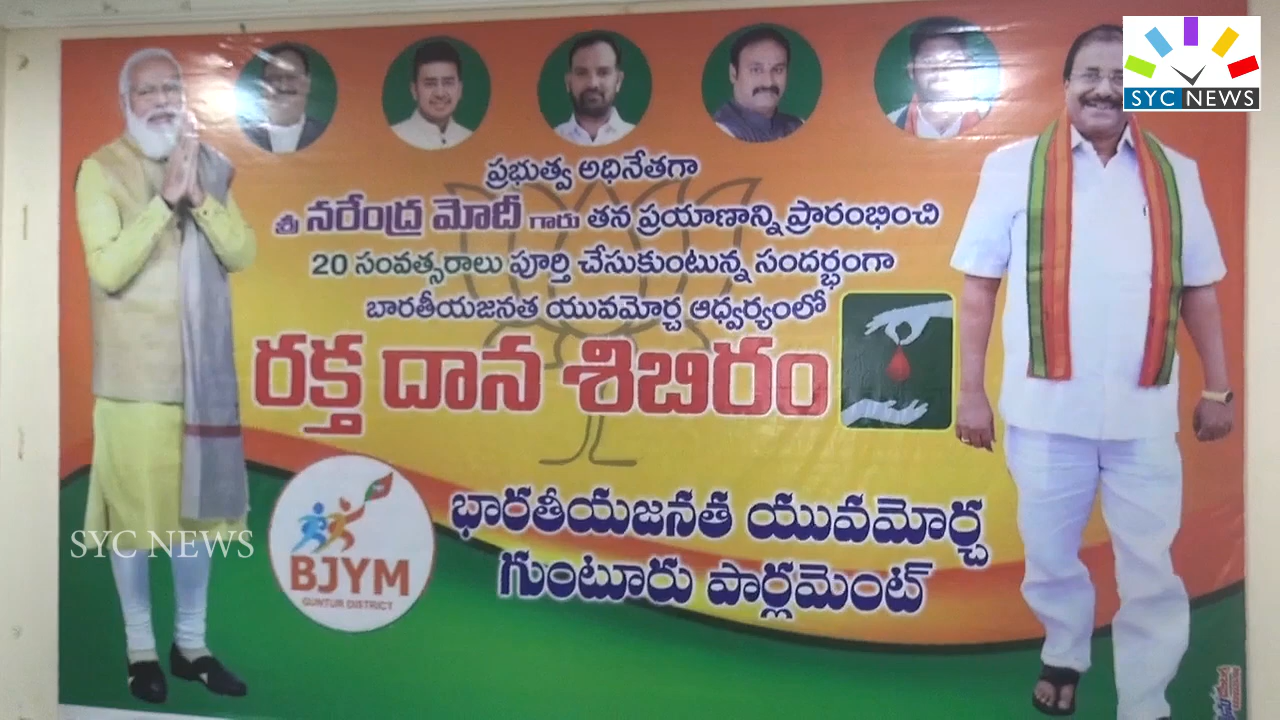 SYC NEWS
ప్రభుత్వ అధినేతగా
శ్రీ నరేంద్ర మోదీ గారు తన ప్రయాణాన్ని ప్రారంభించి
20 సంవత్సరాలు పూర్తి చేసుకుంటున్న సందర్భంగా
బారతీయజనత యువమోర్చ ఆధ్వర్యంలో
రక్త దాన శిబిరం
భారతీయజనత యువమోర్చ
గుంటూరు పార్లమెంట్
BJYM
GUNTUR DISTRICT
SYC NEWS